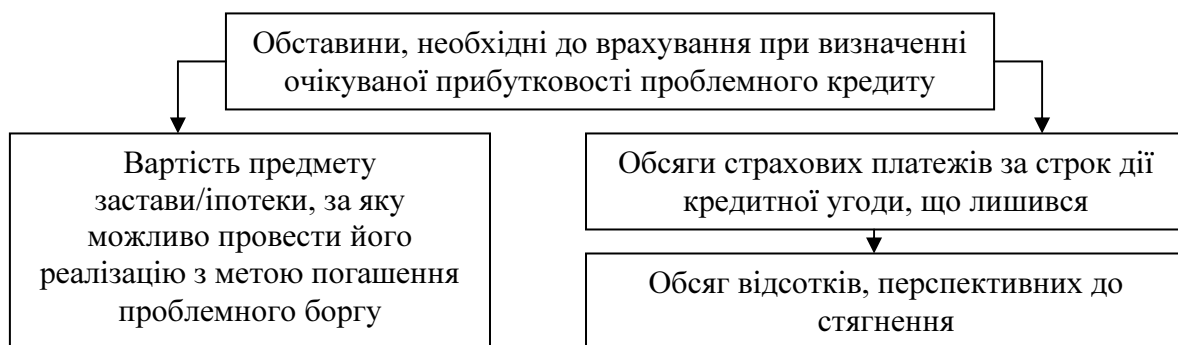 Обставини, необхідні до врахування при визначенні
очікуваної прибутковості проблемного кредиту
Вартість предмету
застави/іпотеки, за яку
можливо провести його
реалізацію з метою погашення
проблемного боргу
Обсяги страхових платежів за строк дії
кредитної угоди, що лишився
Обсяг відсотків, перспективних до
стягнення